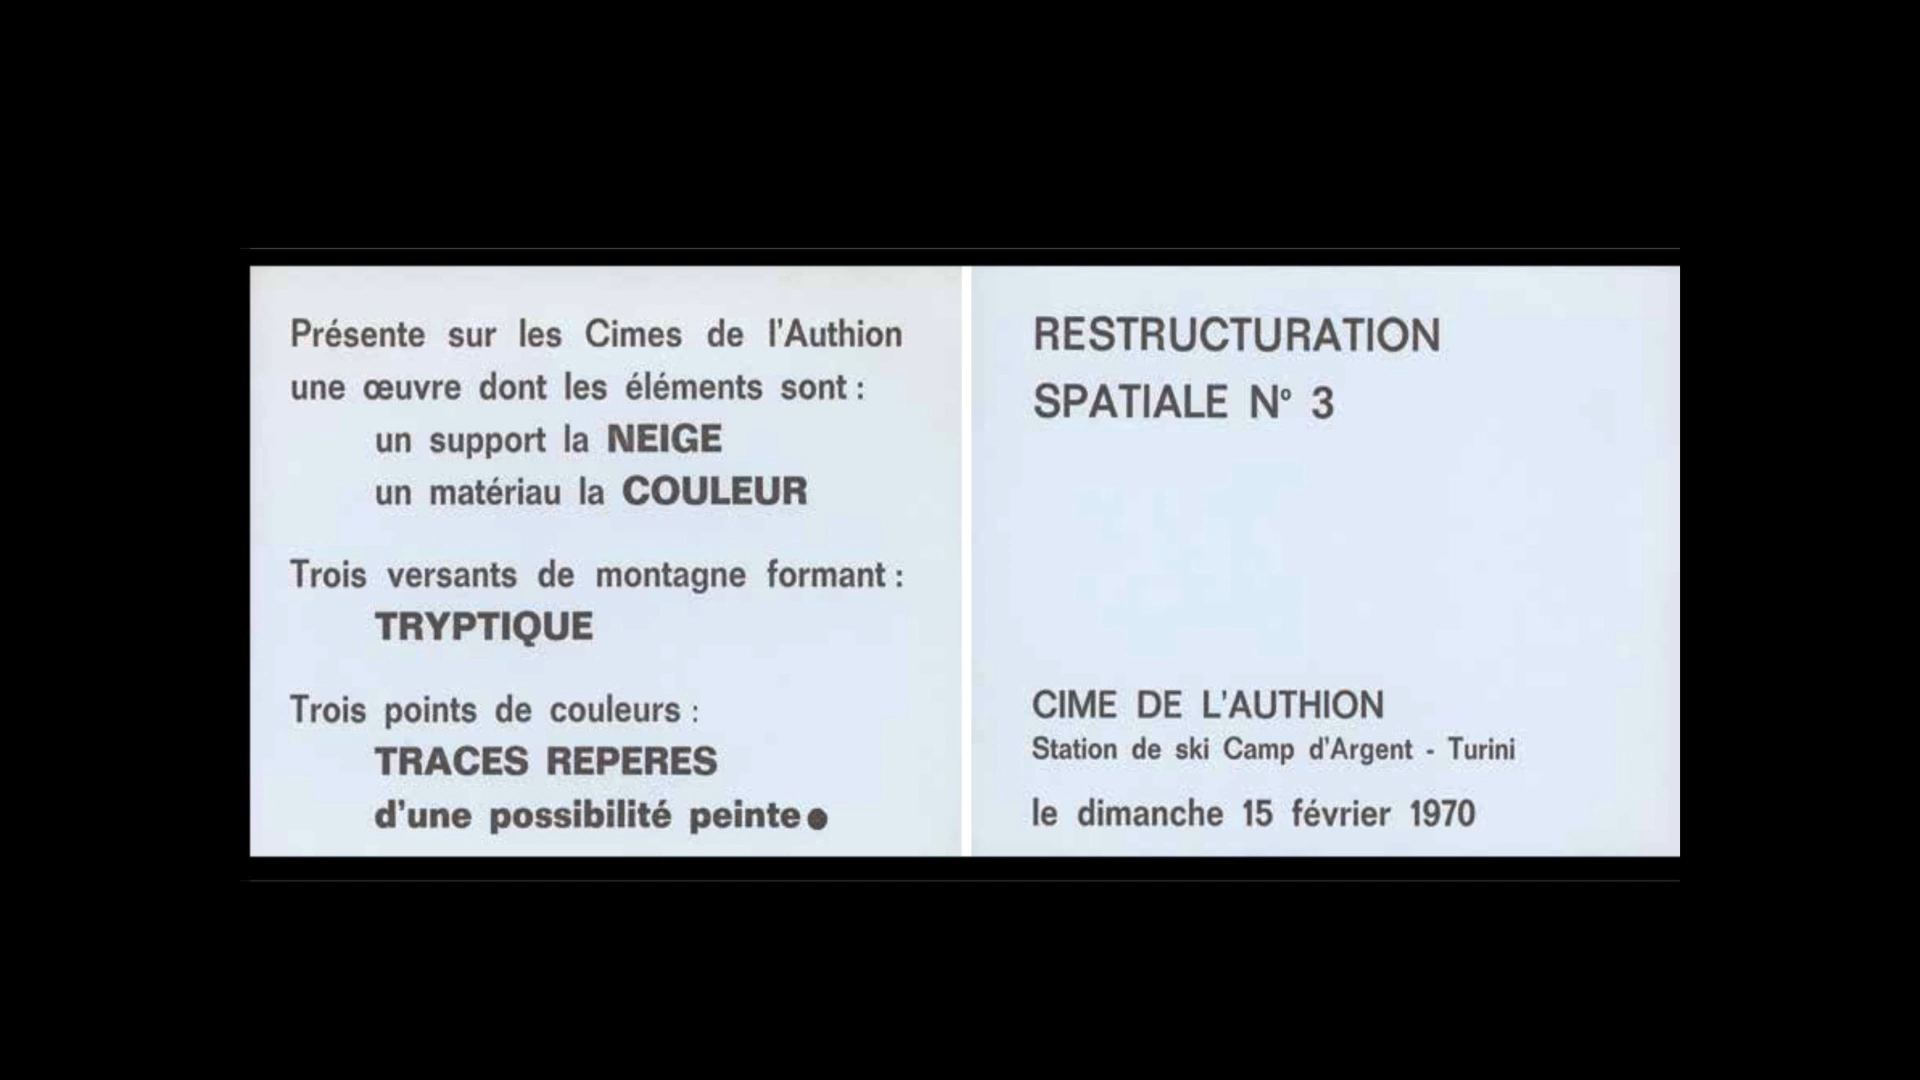 Présente sur les Cimes de l'Authion
une œuvre dont les éléments sont :
un support la NEIGE
un matériau la COULEUR
Trois versants de montagne formant :
TRYPTIQUE
Trois points de couleurs :
TRACES REPERES
d'une possibilité peinte●
RESTRUCTURATION
SPATIALE Nº 3
CIME DE L'AUTHION
Station de ski Camp d'Argent - Turini
le dimanche 15 février 1970